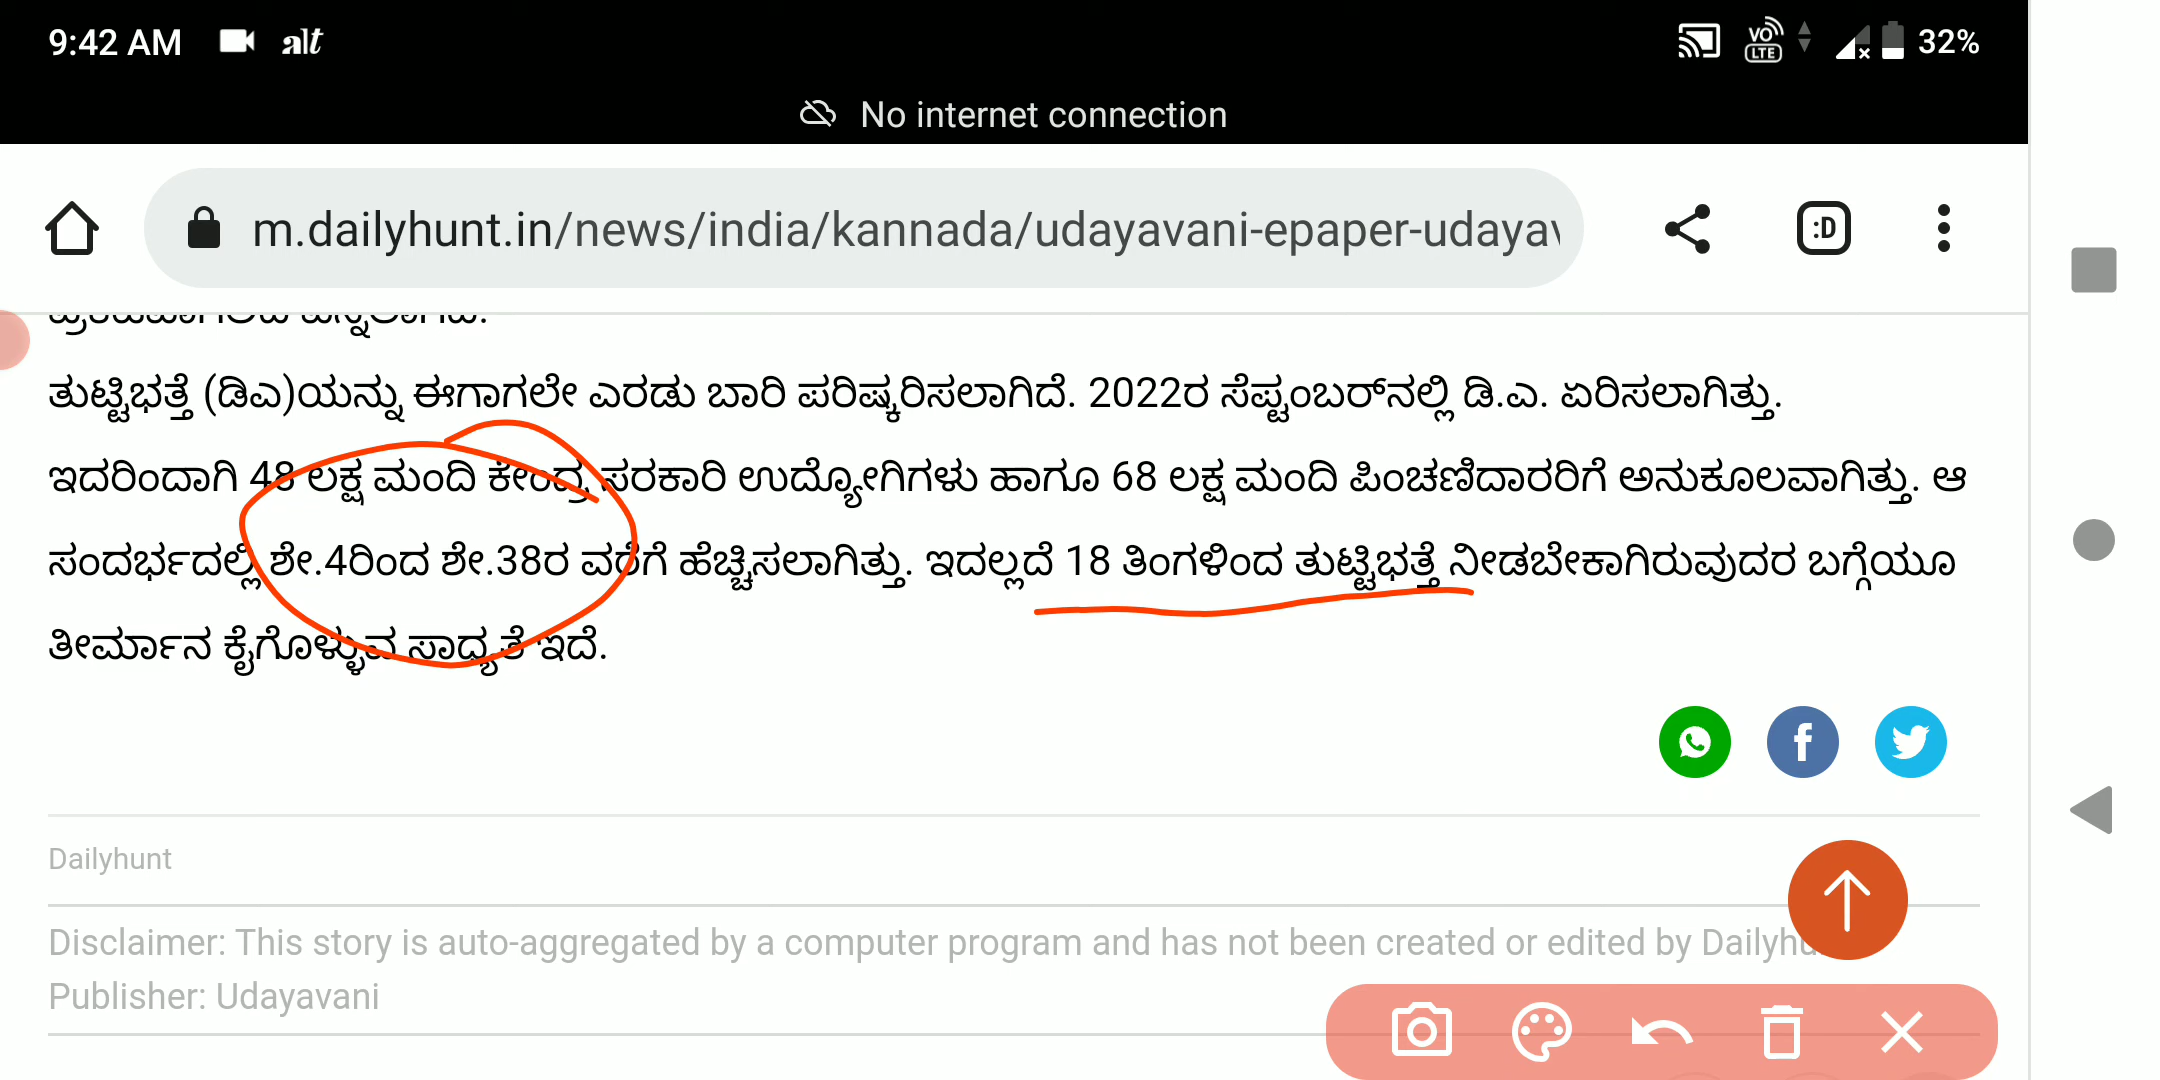 9:42 AM alt VO LTE 32%
No internet connection
m.dailyhunt.in/news/india/kannada/udayavani-epaper-udayav :D
ತುಟ್ಟಿಭತ್ತೆ (ಡಿಎ)ಯನ್ನು ಈಗಾಗಲೇ ಎರಡು ಬಾರಿ ಪರಿಷ್ಕರಿಸಲಾಗಿದೆ. 2022ರ ಸೆಪ್ಟಂಬರ್‌ನಲ್ಲಿ ಡಿ.ಎ. ಏರಿಸಲಾಗಿತ್ತು.
ಇದರಿಂದಾಗಿ 48 ಲಕ್ಷ ಮಂದಿ ಕೇಂದ್ರ ಸರಕಾರಿ ಉದ್ಯೋಗಿಗಳು ಹಾಗೂ 68 ಲಕ್ಷ ಮಂದಿ ಪಿಂಚಣಿದಾರರಿಗೆ ಅನುಕೂಲವಾಗಿತ್ತು. ಆ
ಸಂದರ್ಭದಲ್ಲಿ ಶೇ.4ರಿಂದ ಶೇ.38ರ ವರೆಗೆ ಹೆಚ್ಚಿಸಲಾಗಿತ್ತು. ಇದಲ್ಲದೆ 18 ತಿಂಗಳಿಂದ ತುಟ್ಟಿಭತ್ತೆ ನೀಡಬೇಕಾಗಿರುವುದರ ಬಗ್ಗೆಯೂ
ತೀರ್ಮಾನ ಕೈಗೊಳ್ಳುವ ಸಾಧ್ಯತೆ ಇದೆ.
Dailyhunt
Disclaimer: This story is auto-aggregated by a computer program and has not been created or edited by Dailyhu
Publisher: Udayavani